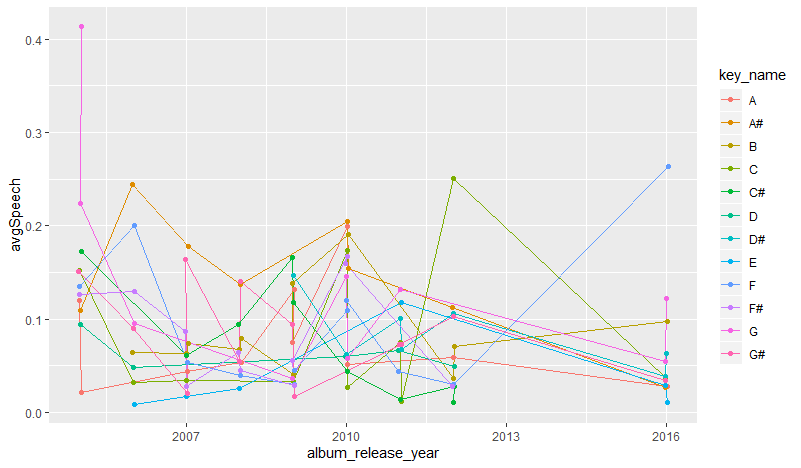 avgSpeech
0.4
0.3
0.2
0.1
0.0
2007
2010
2013
2016
album_release_year
key_name
A
A#
B
C
C#
D
D#
E
F
F#
G
G#